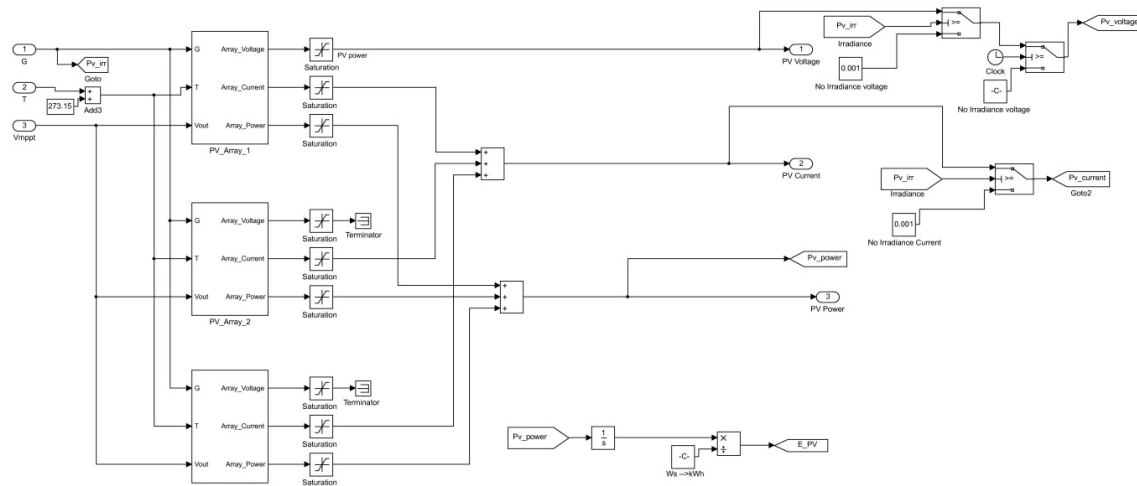 1
G
Pv_irr
Goto
2
T
273.15
+
+
Add3
3
Vmppt
G
T
Vout
Array_Voltage
Array_Current
Array_Power
PV_Array_1
Saturation
PV power
Saturation
Saturation
G
T
Vout
Array_Voltage
Array_Current
Array_Power
PV_Array_2
Saturation
Terminator
Saturation
Saturation
G
T
Vout
Array_Voltage
Array_Current
Array_Power
Saturation
Terminator
Saturation
Saturation
+
+
+
+
+
+
1
PV Voltage
2
PV Current
Pv_power
3
PV Power
Pv_irr
Irradiance
0.001
No Irradiance voltage
>=
Clock
-C-
No Irradiance voltage
>=
Pv_voltage
Pv_irr
Irradiance
0.001
No Irradiance Current
>=
Pv_current
Goto2
Pv_power
1
s
-C-
Ws -->kWh
×
÷
E_PV